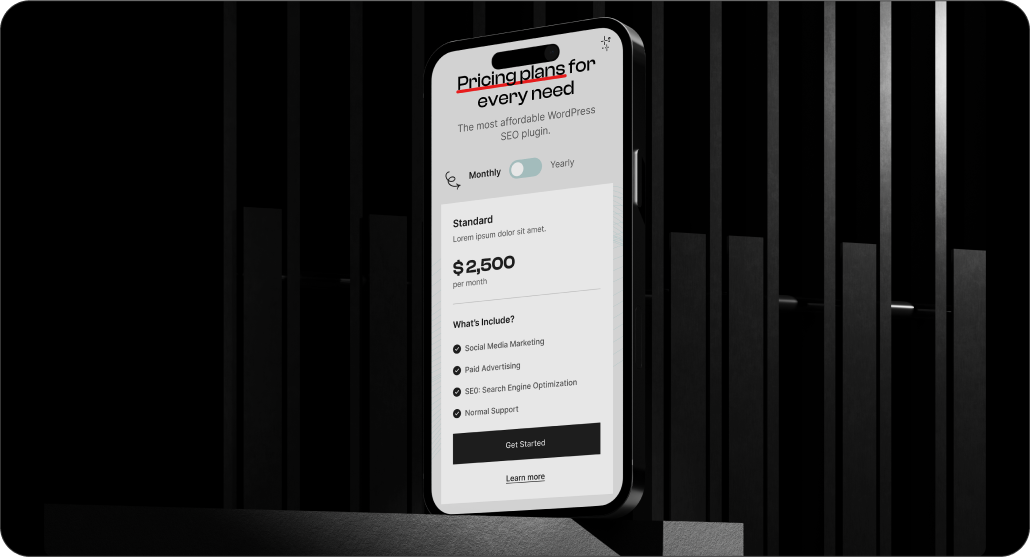 Pricing plans for
every need
The most affordable WordPress
SEO plugin.
Monthly
Yearly
Standard
Lorem ipsum dolor sit amet.
$2,500
per month
What's Include?
Social Media Marketing
Paid Advertising
SEO: Search Engine Optimization
Normal Support
Get Started
Learn more